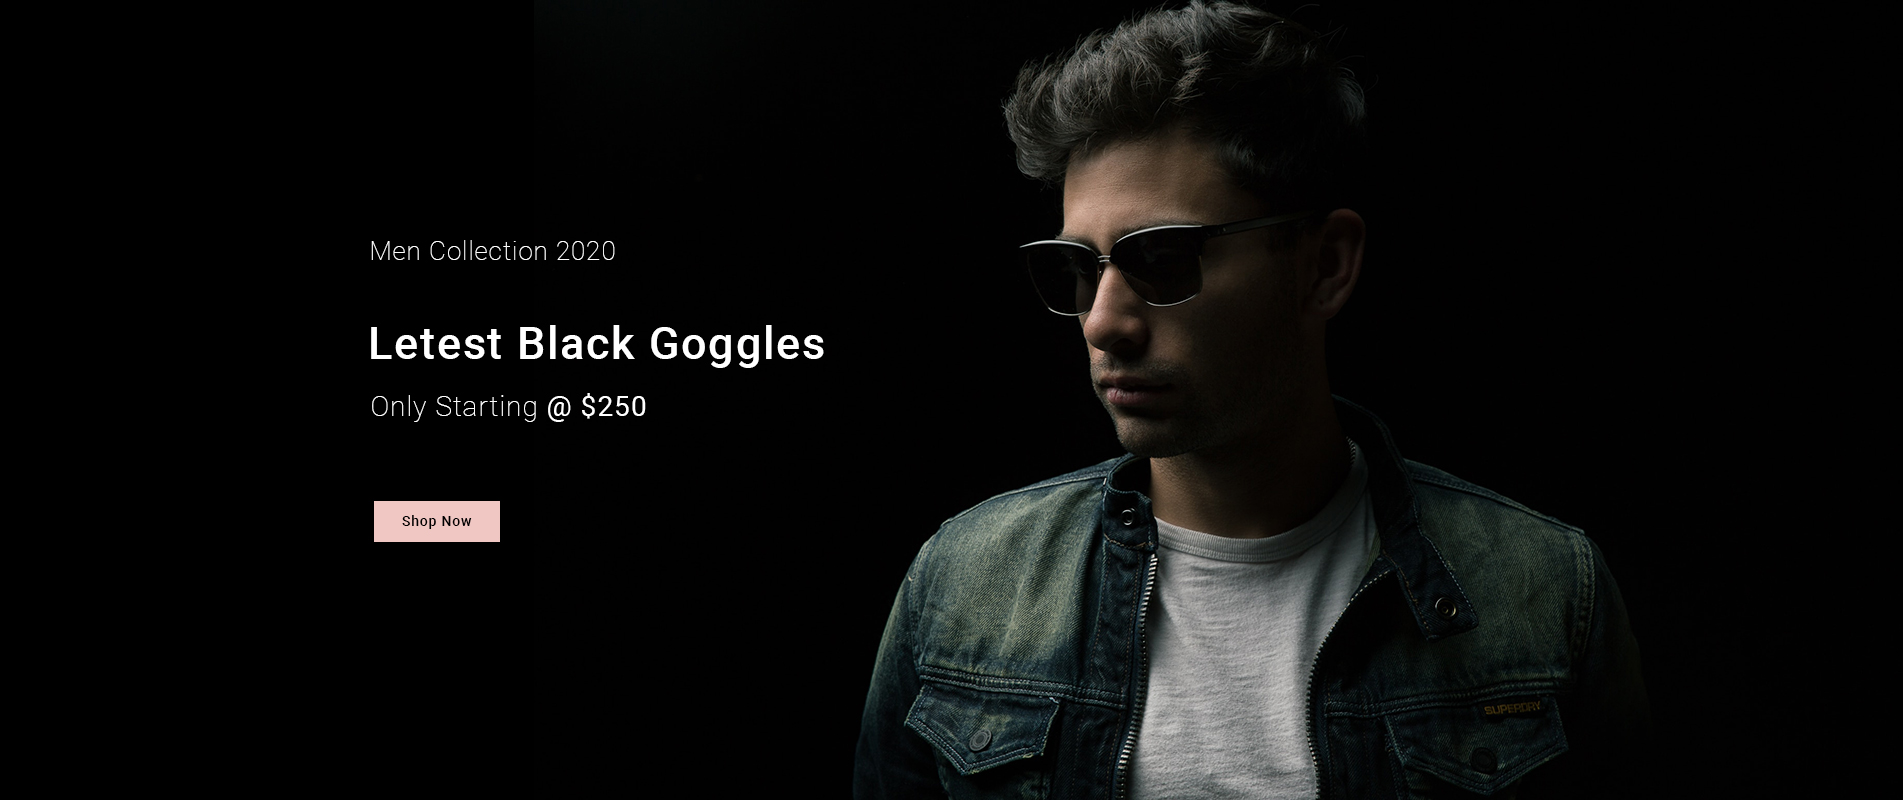 Men Collection 2020
Letest Black Goggles
Only Starting @ $250
Shop Now
SUPERDRY